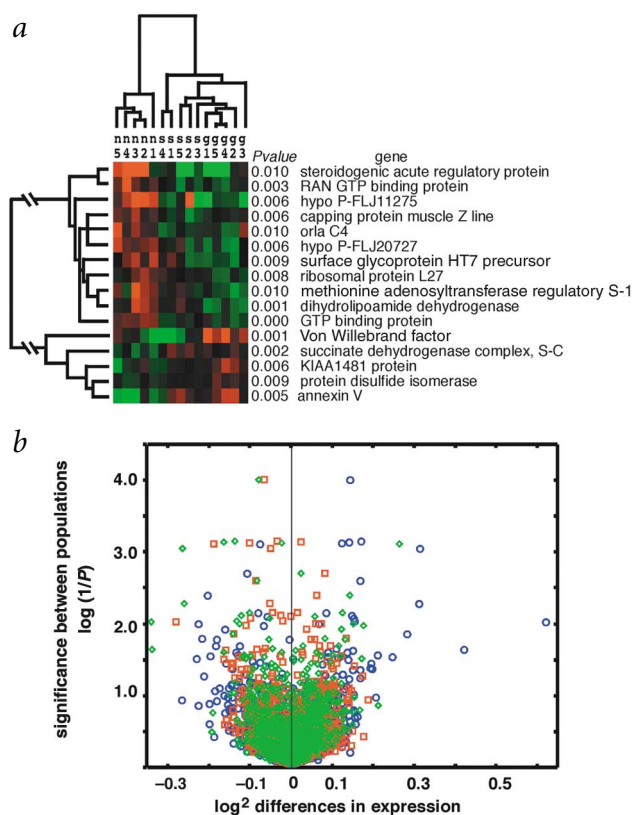 a
n n n n n s s s s s g g g g g
5 4 3 2 1 4 1 5 2 3 1 5 4 2 3
Pvalue gene
0.010 steroidogenic acute regulatory protein
0.003 RAN GTP binding protein
0.006 hypo P-FLJ11275
0.006 capping protein muscle Z line
0.010 orla C4
0.006 hypo P-FLJ20727
0.009 surface glycoprotein HT7 precursor
0.008 ribosomal protein L27
0.010 methionine adenosyltransferase regulatory S-1
0.001 dihydrolipoamide dehydrogenase
0.000 GTP binding protein
0.001 Von Willebrand factor
0.002 succinate dehydrogenase complex, S-C
0.006 KIAA1481 protein
0.009 protein disulfide isomerase
0.005 annexin V
b
significance between populations
log (1/P)
4.0
3.0
2.0
1.0
−0.3 −0.1 0 0.1 0.3 0.5
log2 differences in expression